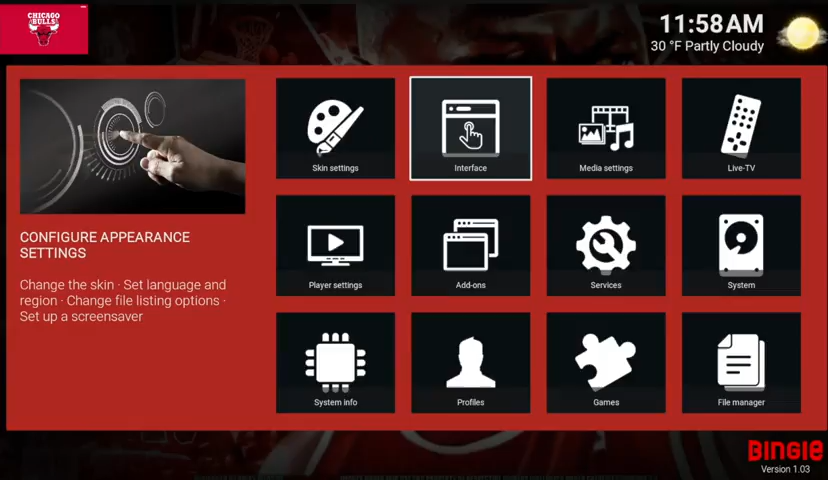 CHICAGO
BULLS
11:58 AM
30 °F Partly Cloudy
Skin settings
Interface
Media settings
Live-TV
CONFIGURE APPEARANCE
SETTINGS
Change the skin · Set language and
region · Change file listing options ·
Set up a screensaver
Player settings
Add-ons
Services
System
System info
Profiles
Games
File manager
BINGIE
Version 1.03